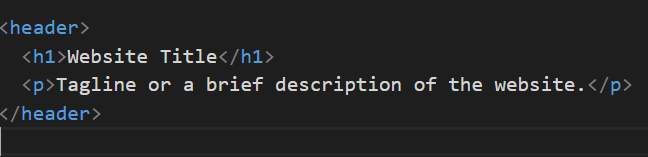 <header>
  <h1>Website Title</h1>
  <p>Tagline or a brief description of the website.</p>
</header>